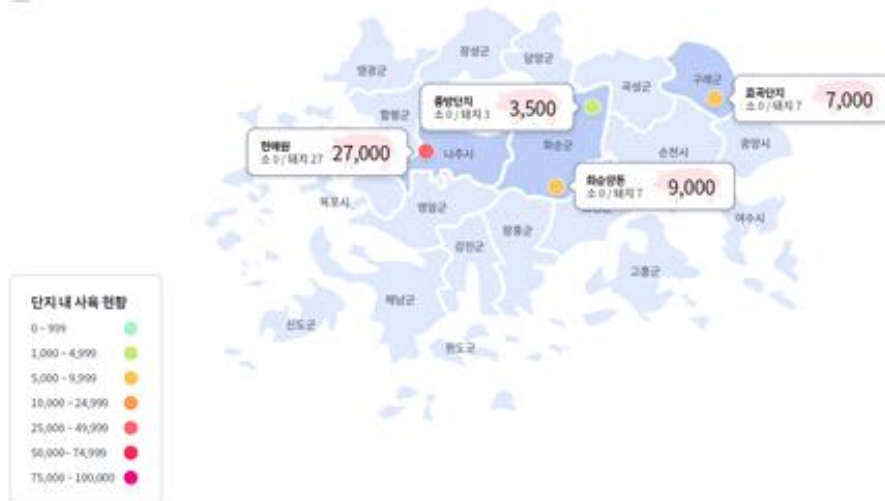 장성군
담양군
영광군
곡성군
구례군
함평군
중방단지
소 0 / 돼지 3 3,500
효곡단지
소 0 / 돼지 7 7,000
현애원
소 0 / 돼지 27 27,000
나주시
화순군
순천시
광양시
화순양돈
소 0 / 돼지 7 9,000
목포시
영암군
장흥군
여수시
강진군
고흥군
해남군
진도군
완도군
단지 내 사육 현황
0 ~ 999
1,000 ~ 4,999
5,000 ~ 9,999
10,000 ~ 24,999
25,000 ~ 49,999
50,000~ 74,999
75,000 ~ 100,000